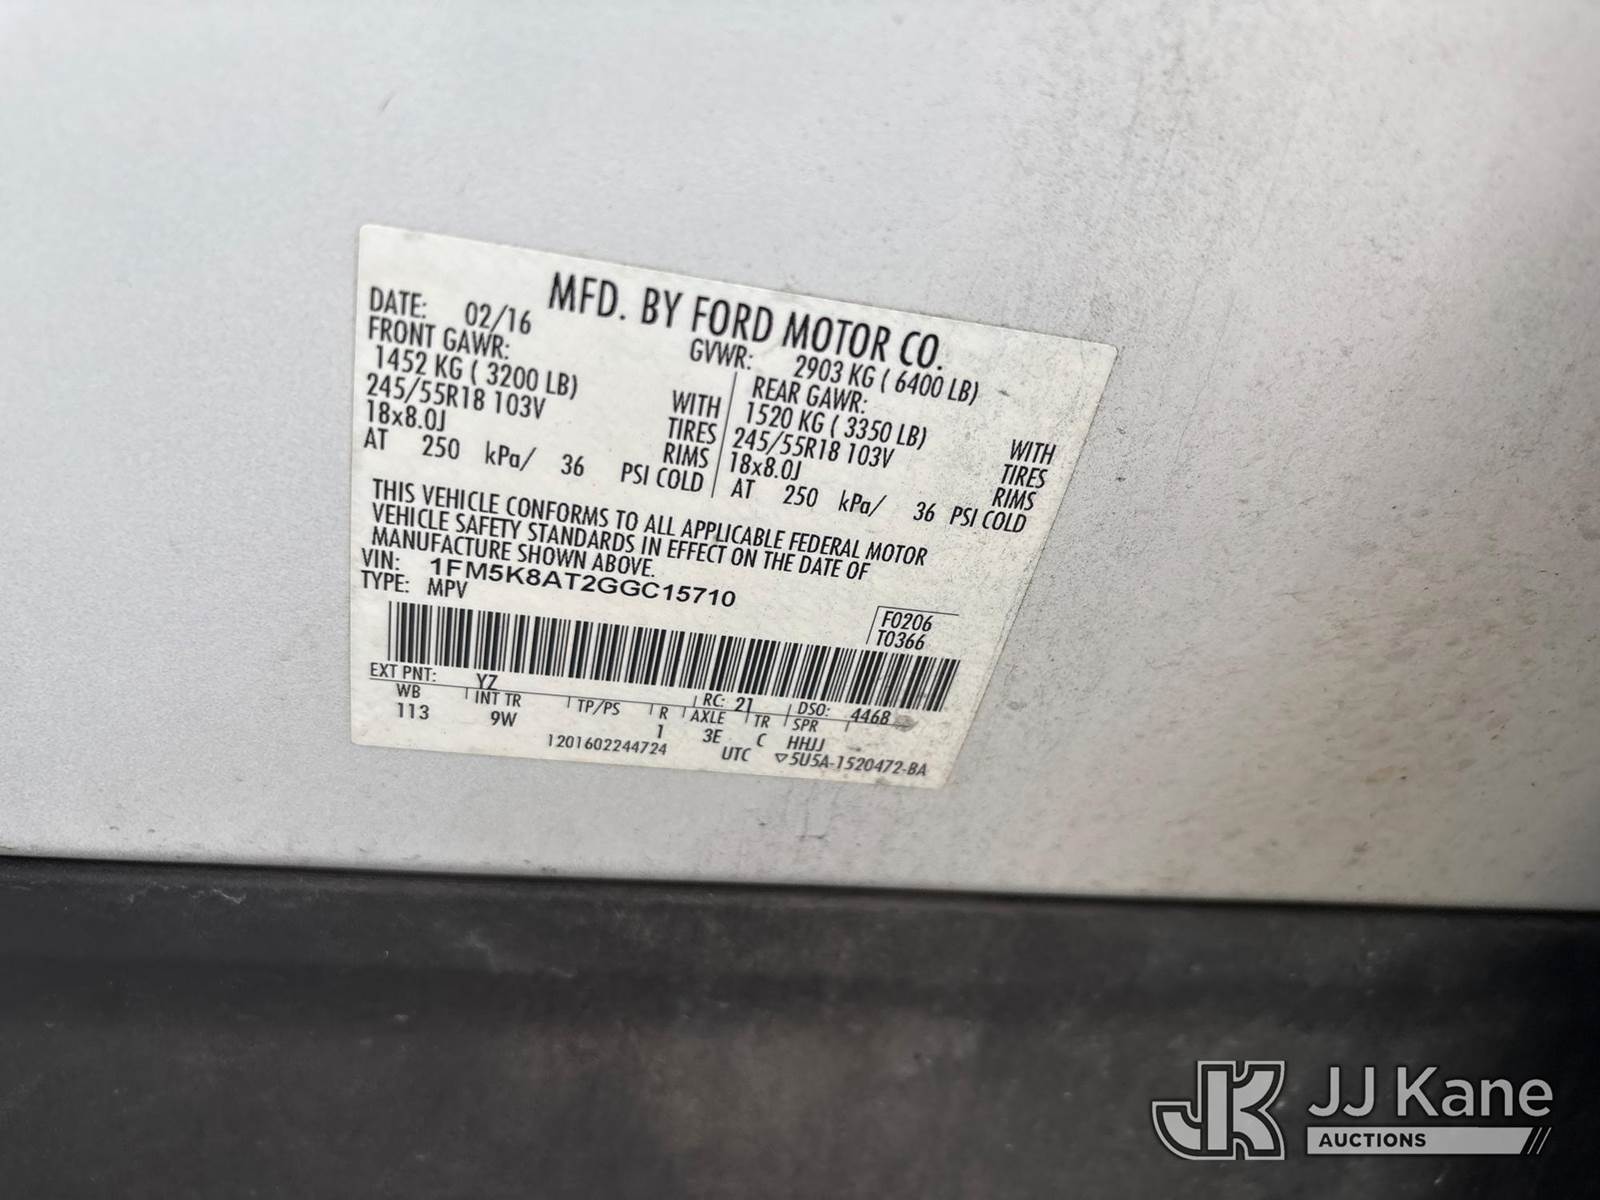 MFD. BY FORD MOTOR CO.
DATE: 02/16 GVWR: 2903 KG ( 6400 LB)
FRONT GAWR: REAR GAWR:
1452 KG ( 3200 LB) WITH 1520 KG ( 3350 LB) WITH
245/55R18 103V TIRES 245/55R18 103V TIRES
18x8.0J RIMS 18x8.0J RIMS
AT 250 kPa/ 36 PSI COLD AT 250 kPa/ 36 PSI COLD
THIS VEHICLE CONFORMS TO ALL APPLICABLE FEDERAL MOTOR
VEHICLE SAFETY STANDARDS IN EFFECT ON THE DATE OF
MANUFACTURE SHOWN ABOVE.
VIN: 1FM5K8AT2GGC15710
TYPE: MPV
F0206
T0366
EXT PNT: YZ RC: 21 DSO: 4468
WB INT TR TP/PS R AXLE TR SPR
113 9W 1 3E C HHJJ
1201602244724 UTC ▽5U5A-1520472-BA
JK JJ Kane
AUCTIONS